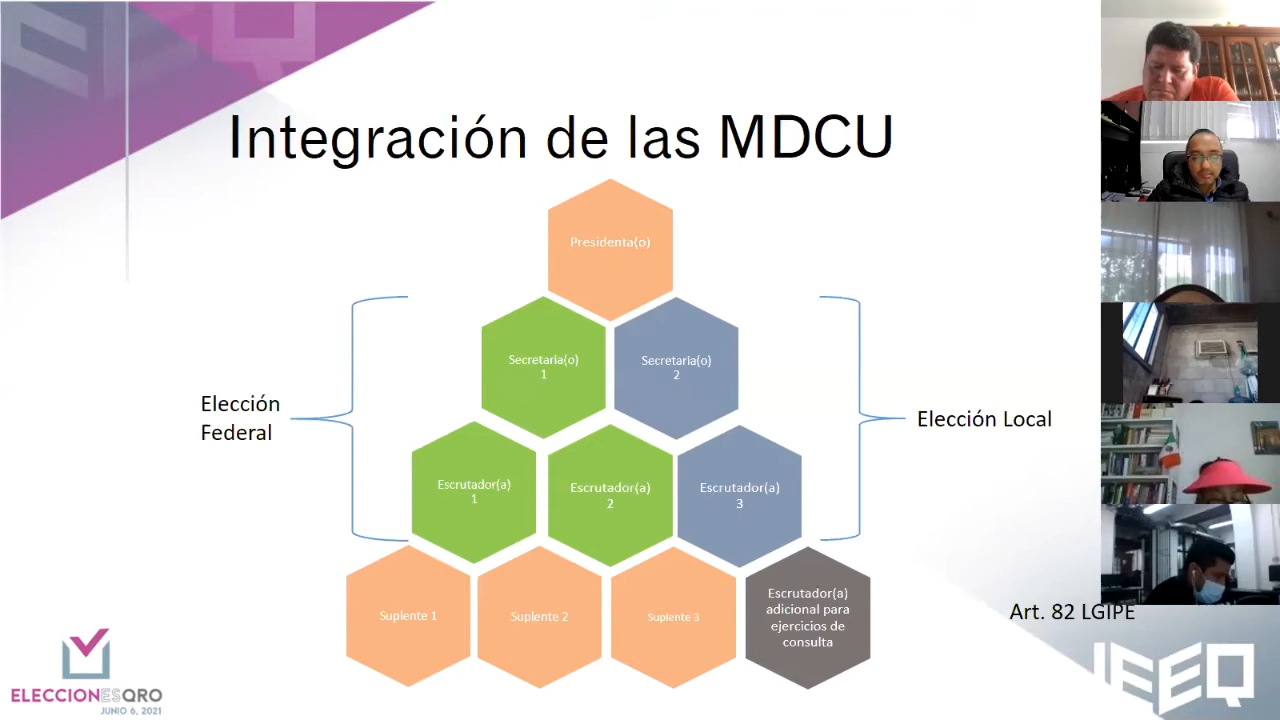 Integración de las MDCU
Presidenta(o)
Secretaria(o)
1
Secretaria(o)
2
Elección
Federal
Elección Local
Escrutador(a)
1
Escrutador(a)
2
Escrutador(a)
3
Suplente 1
Suplente 2
Suplente 3
Escrutador(a)
adicional para
ejercicios de
consulta
Art. 82 LGIPE
ELECCIONESQRO
JUNIO 6, 2021
IEEQ